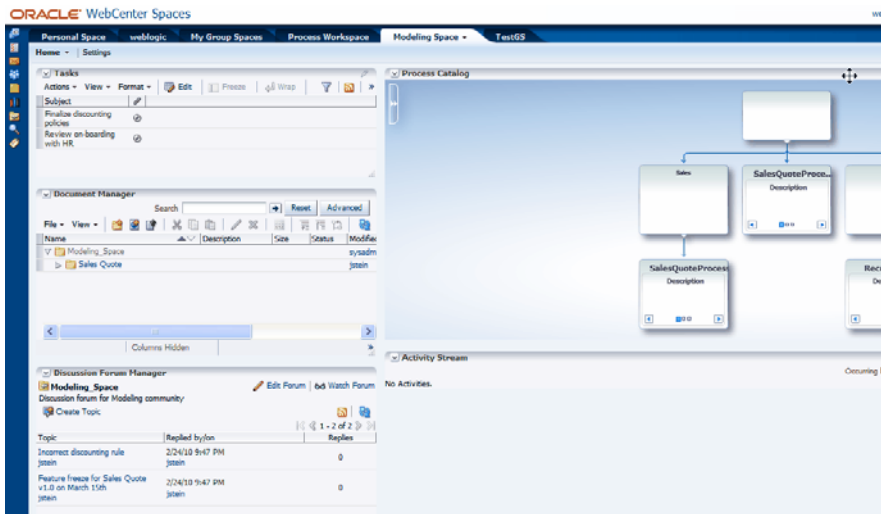 ORACLE WebCenter Spaces
Personal Space weblogic My Group Spaces Process Workspace Modeling Space TestGS
Home Settings
Tasks
Actions View Format Edit Freeze Wrap »
Subject
Finalize discounting
policies
Review on-boarding
with HR
Document Manager
Search Reset Advanced
File View
Name Description Size Status Modified
Modeling_Space sysadm
Sales Quote jstein
Columns Hidden
Discussion Forum Manager
Modeling_Space Edit Forum Watch Forum
Discussion forum for Modeling community
Create Topic
1 - 2 of 2
Topic Replied by/on Replies
Incorrect discounting rule 2/24/10 9:47 PM 0
jstein jstein
Feature freeze for Sales Quote 2/24/10 9:47 PM 0
v1.0 on March 15th jstein
jstein
Process Catalog
Sales
SalesQuoteProce...
Description
SalesQuoteProcess
Description
Recr
De
Activity Stream
Occurring
No Activities.